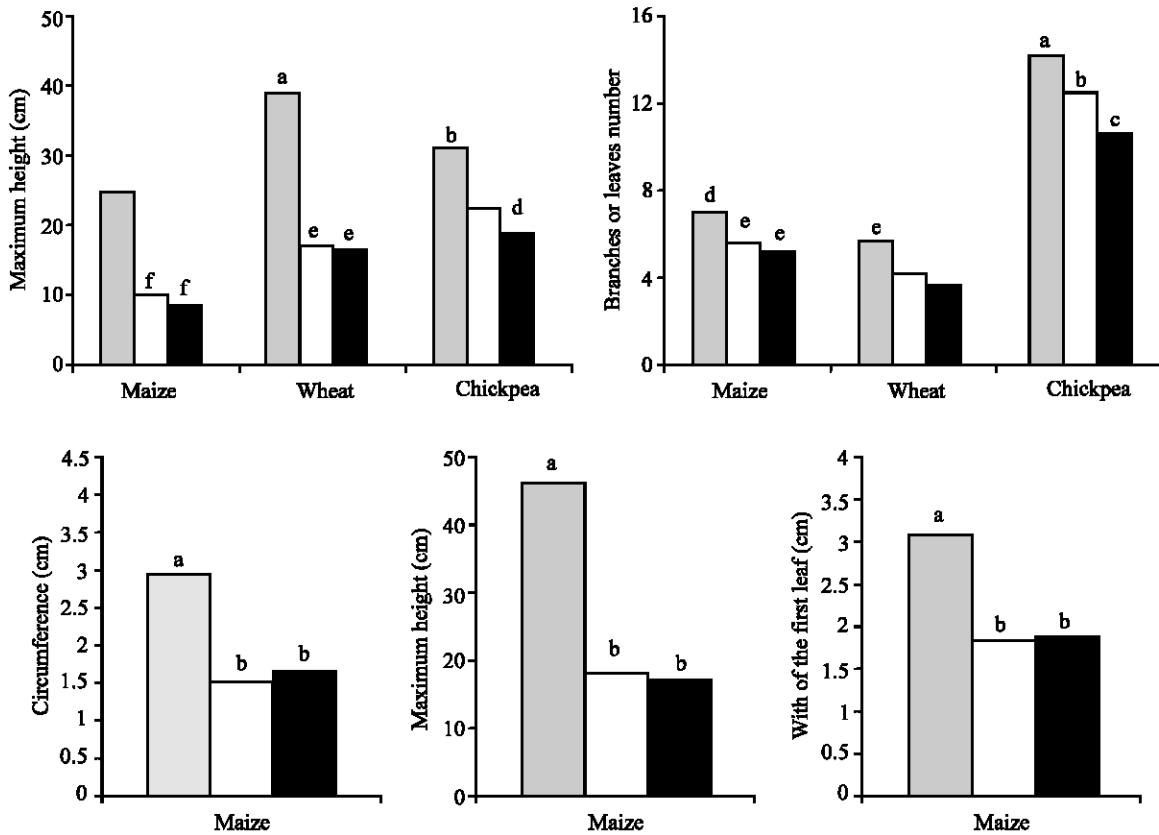 Maximum height (cm)
50
40
30
20
10
0
a
b
f
f
e
e
d
Maize
Wheat
Chickpea
Branches or leaves number
16
12
8
4
0
a
b
c
d
e
e
e
Maize
Wheat
Chickpea
Circumference (cm)
4.5
4
3.5
3
2.5
2
1.5
1
0.5
0
a
b
b
Maize
Maximum height (cm)
50
40
30
20
10
0
a
b
b
Maize
With of the first leaf (cm)
4
3.5
3
2.5
2
1.5
1
0.5
0
a
b
b
Maize